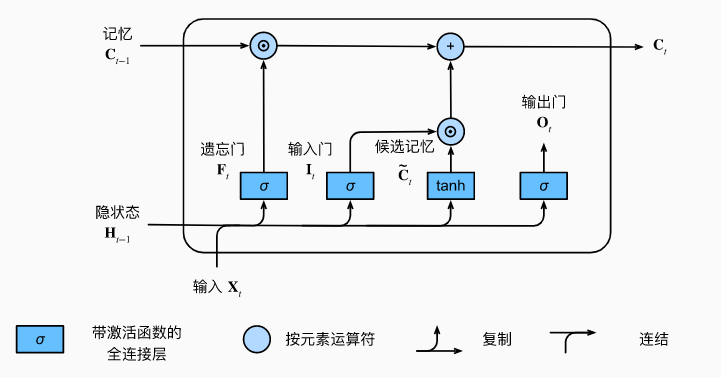 记忆
C_{t-1}
C_t
+
输出门
O_t
遗忘门
F_t
输入门
I_t
候选记忆
C̃_t
σ
σ
tanh
σ
隐状态
H_{t-1}
输入 X_t
σ
带激活函数的
全连接层
按元素运算符
复制
连结